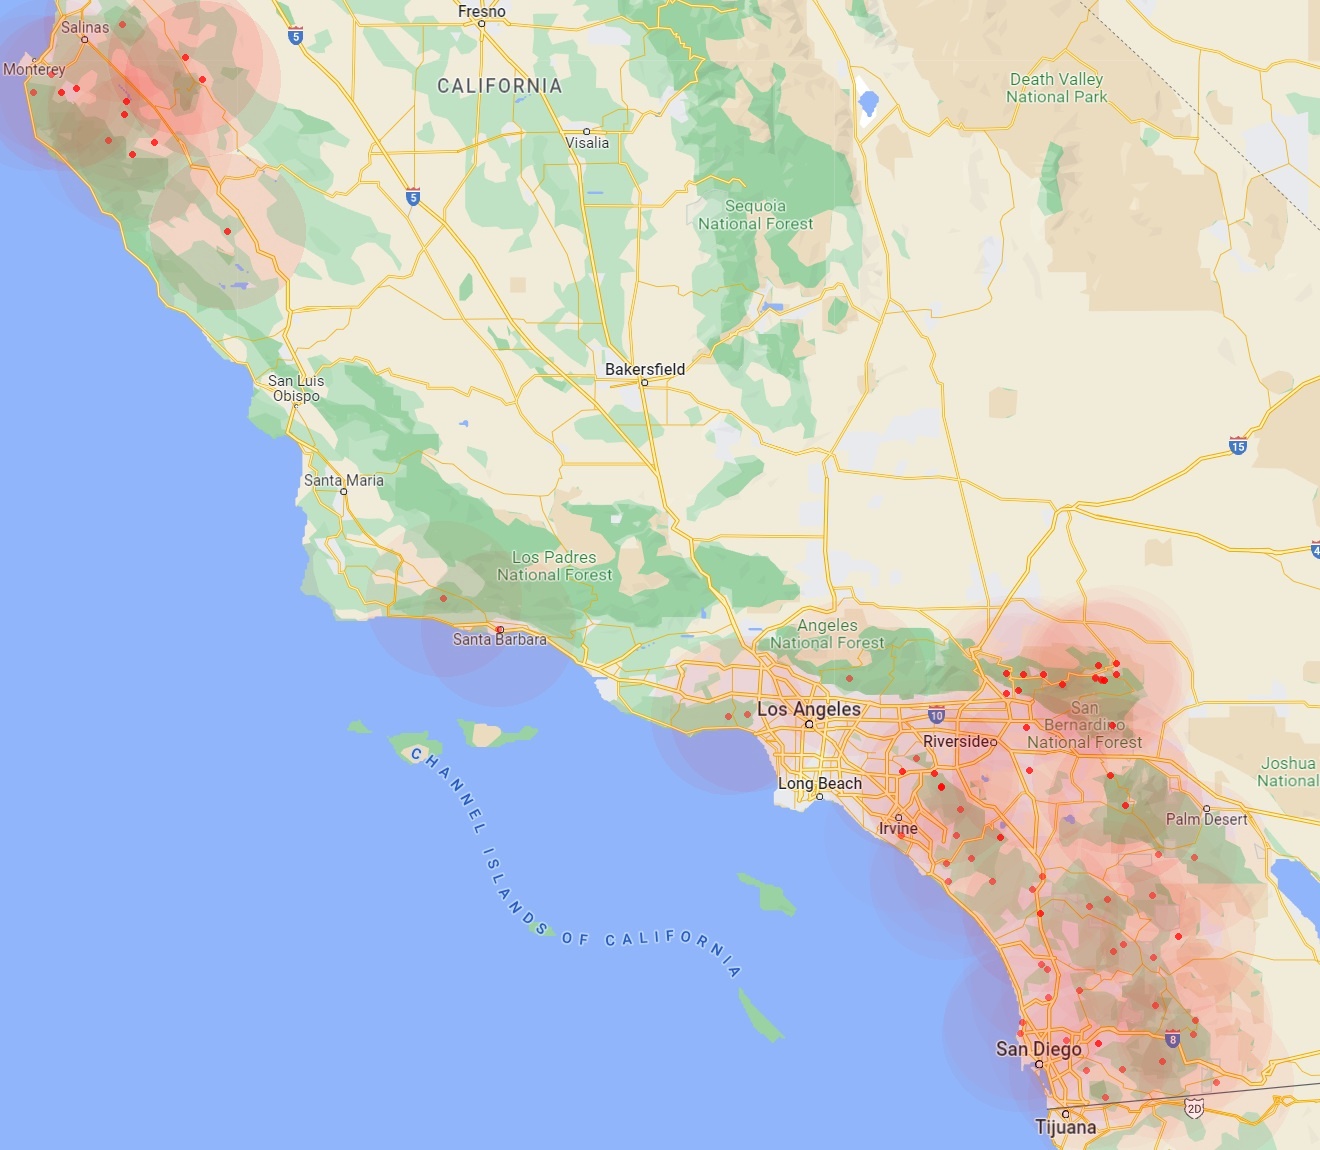 Fresno
5
Salinas
Monterey
CALIFORNIA
Death Valley
National Park
Visalia
5
Sequoia
National Forest
Bakersfield
San Luis
Obispo
15
Santa Maria
4
Los Padres
National Forest
Santa Barbara
Angeles
National Forest
Los Angeles
10
San
Bernardino
National Forest
Riverside
Joshua
National
Long Beach
Palm Desert
Irvine
CHANNEL ISLANDS OF CALIFORNIA
San Diego
8
2D
Tijuana